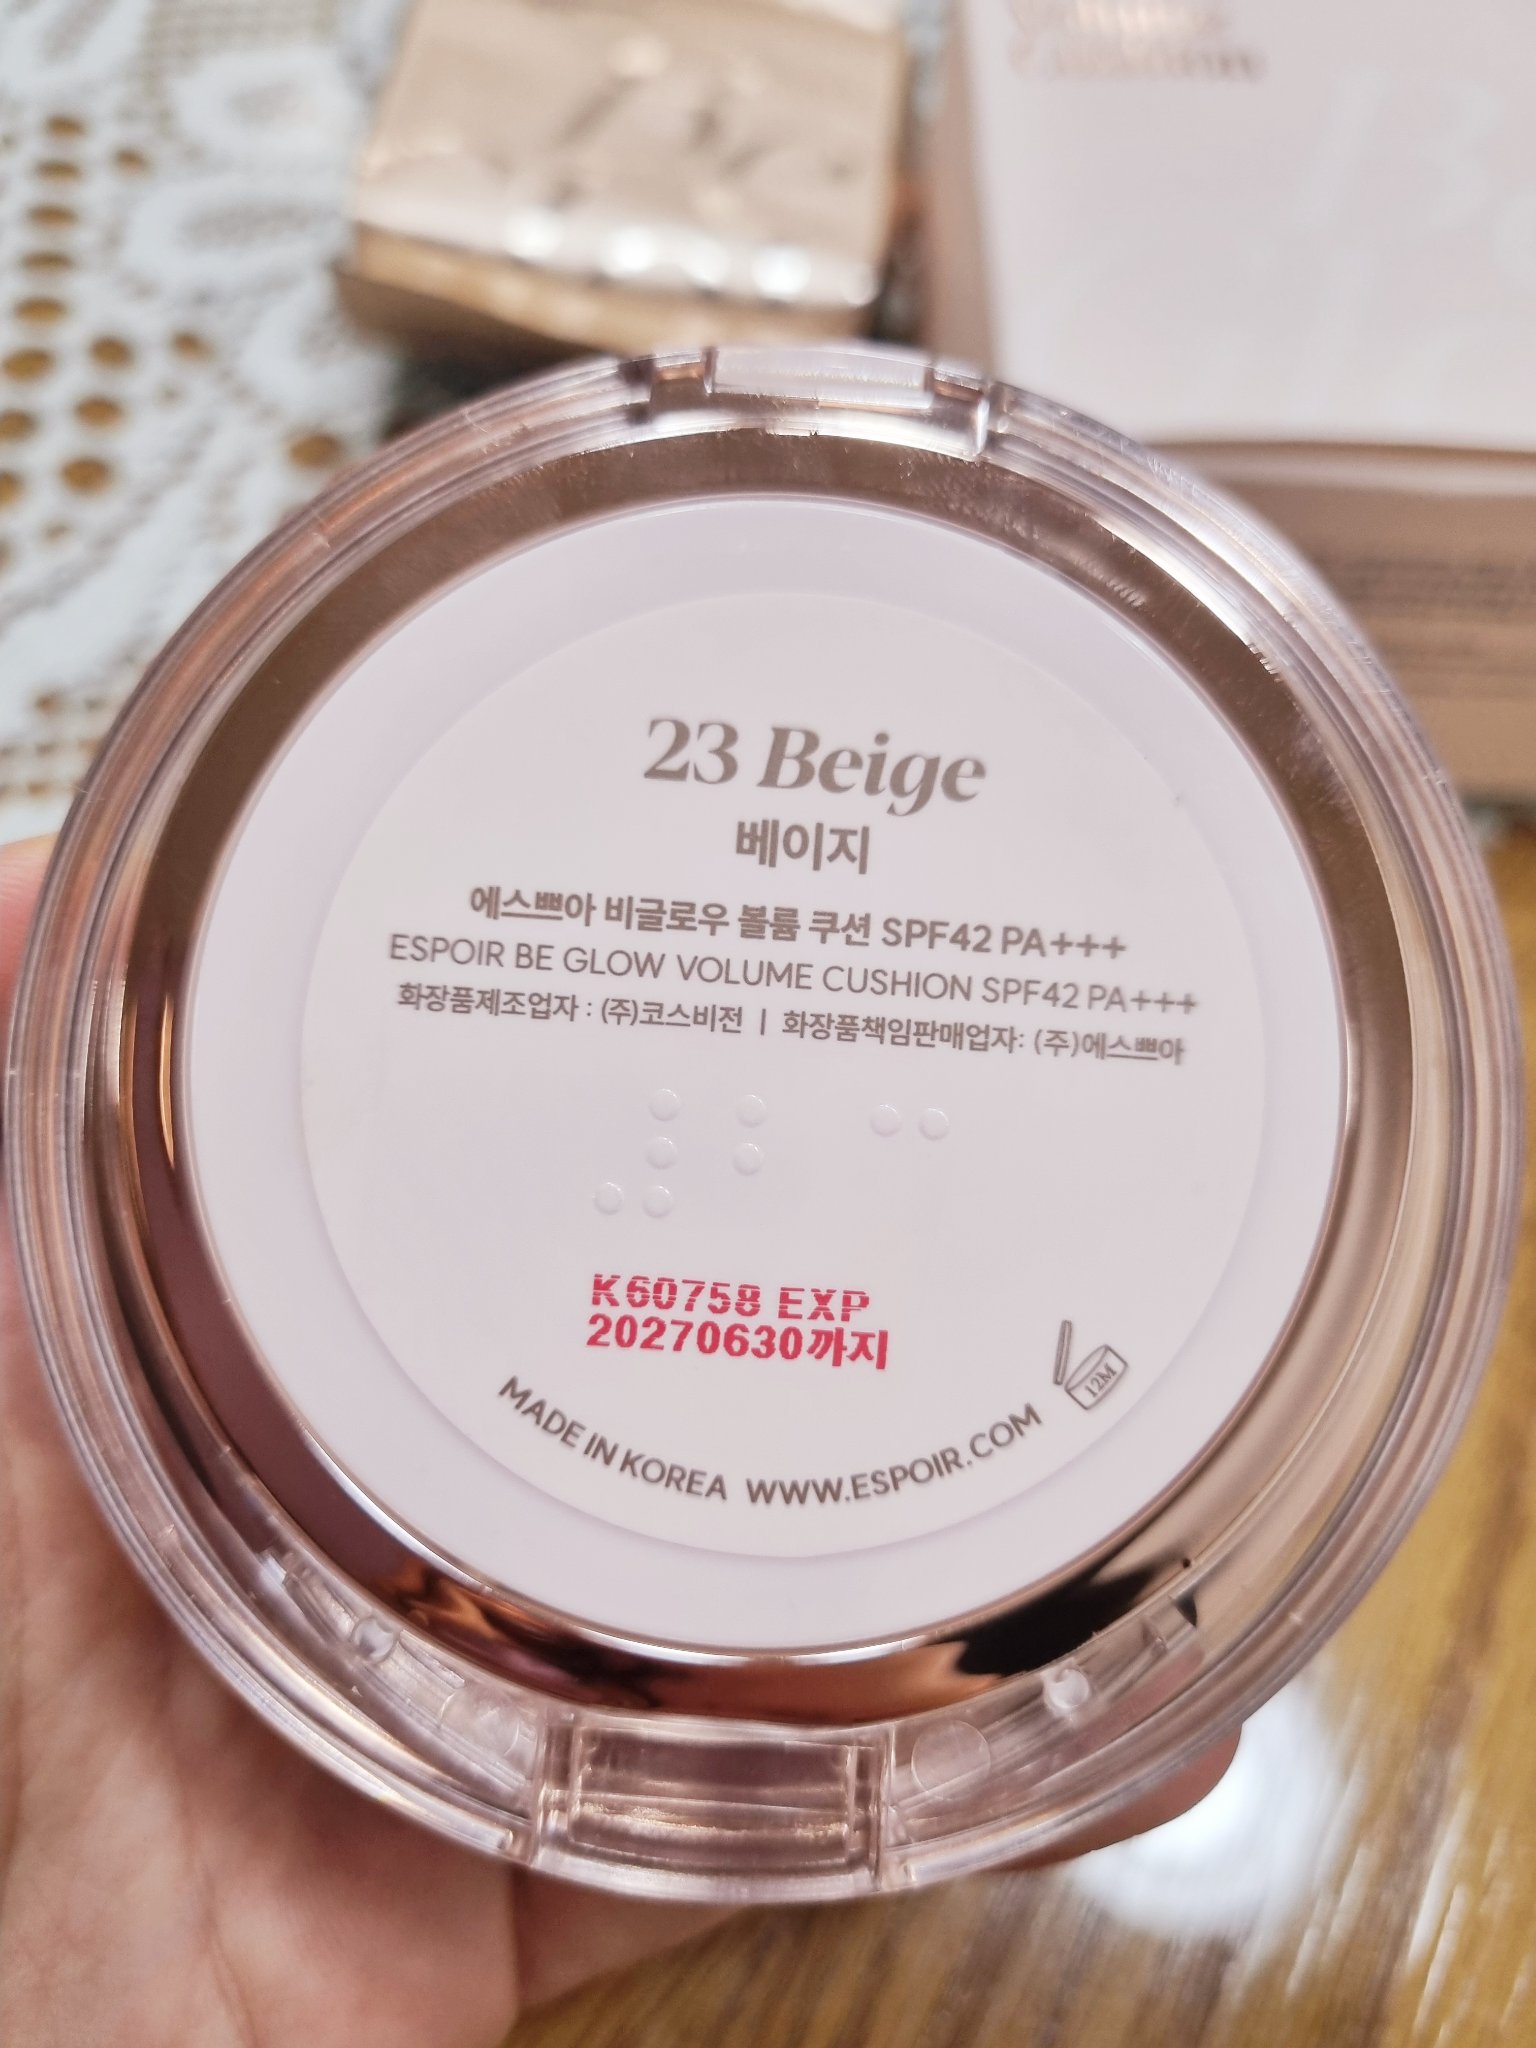 23 Beige
베이지
에스쁘아 비글로우 볼륨 쿠션 SPF42 PA+++
ESPOIR BE GLOW VOLUME CUSHION SPF42 PA+++
화장품제조업자 : (주)코스비전 | 화장품책임판매업자: (주)에스쁘아
K60758 EXP
20270630까지
12M
MADE IN KOREA WWW.ESPOIR.COM